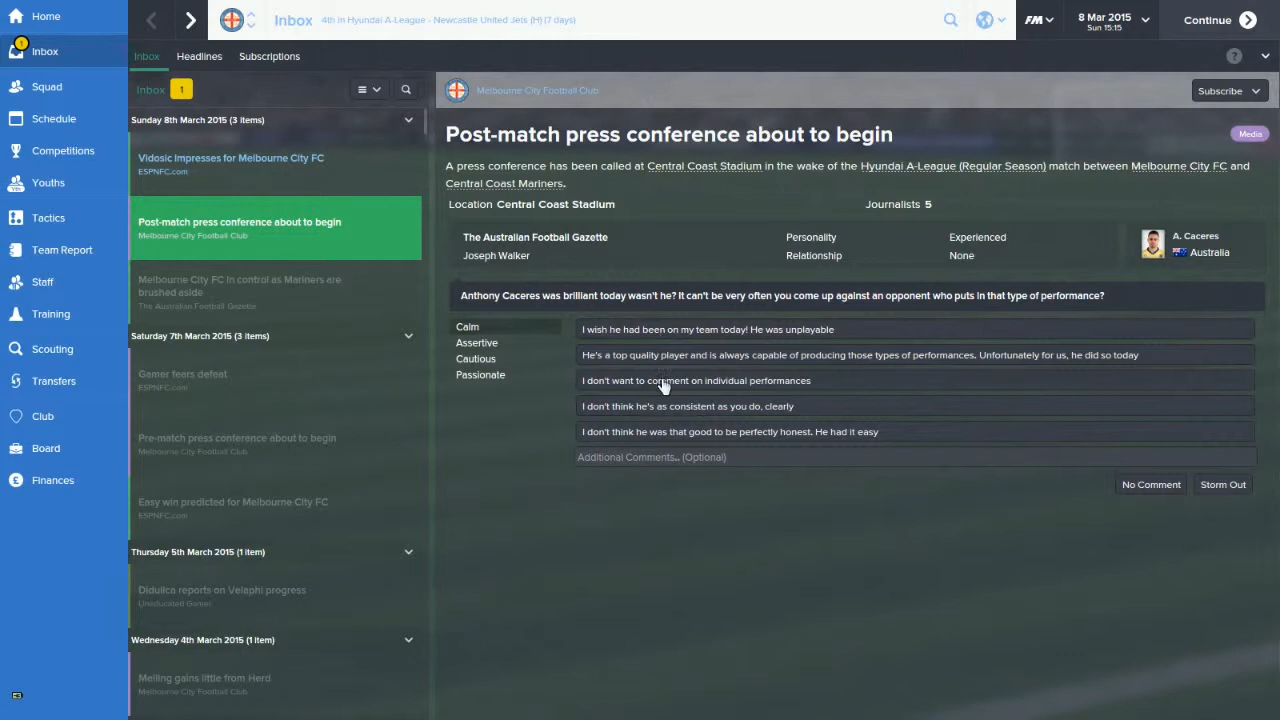 Home
Inbox 4th in Hyundai A-League - Newcastle United Jets (H) (7 days)
FM
8 Mar 2015
Sun 15:15
Continue
1
Inbox
Squad
Schedule
Competitions
Youths
Tactics
Team Report
Staff
Training
Scouting
Transfers
Club
Board
Finances
Inbox Headlines Subscriptions
?
Inbox 1
Sunday 8th March 2015 (3 items)
Vidosic Impresses for Melbourne City FC
ESPNFC.com
Post-match press conference about to begin
Melbourne City Football Club
Melbourne City FC in control as Mariners are
brushed aside
The Australian Football Gazette
Saturday 7th March 2015 (3 items)
Gamer fears defeat
ESPNFC.com
Pre-match press conference about to begin
Melbourne City Football Club
Easy win predicted for Melbourne City FC
ESPNFC.com
Thursday 5th March 2015 (1 item)
Didulica reports on Velaphi progress
Uneducated Gamer
Wednesday 4th March 2015 (1 item)
Melling gains little from Herd
Melbourne City Football Club
Melbourne City Football Club
Subscribe
Post-match press conference about to begin
Media
A press conference has been called at Central Coast Stadium in the wake of the Hyundai A-League (Regular Season) match between Melbourne City FC and
Central Coast Mariners.
Location Central Coast Stadium Journalists 5
The Australian Football Gazette Personality Experienced
Joseph Walker Relationship None
A. Caceres
Australia
Anthony Caceres was brilliant today wasn't he? It can't be very often you come up against an opponent who puts in that type of performance?
Calm
Assertive
Cautious
Passionate
I wish he had been on my team today! He was unplayable
He's a top quality player and is always capable of producing those types of performances. Unfortunately for us, he did so today
I don't want to comment on individual performances
I don't think he's as consistent as you do, clearly
I don't think he was that good to be perfectly honest. He had it easy
Additional Comments.. (Optional)
No Comment Storm Out